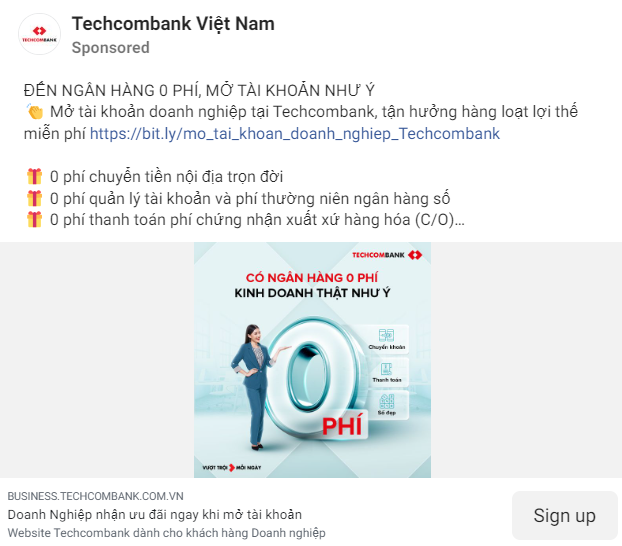 Techcombank Việt Nam
Sponsored
TECHCOMBANK
ĐẾN NGÂN HÀNG 0 PHÍ, MỞ TÀI KHOẢN NHƯ Ý
👏 Mở tài khoản doanh nghiệp tại Techcombank, tận hưởng hàng loạt lợi thế
miễn phí https://bit.ly/mo_tai_khoan_doanh_nghiep_Techcombank
🎁 0 phí chuyển tiền nội địa trọn đời
🎁 0 phí quản lý tài khoản và phí thường niên ngân hàng số
🎁 0 phí thanh toán phí chứng nhận xuất xứ hàng hóa (C/O)...
TECHCOMBANK
CÓ NGÂN HÀNG 0 PHÍ
KINH DOANH THẬT NHƯ Ý
Chuyển khoản
Thanh toán
Số đẹp
0 PHÍ
VƯỢT TRỘI MỖI NGÀY
BUSINESS.TECHCOMBANK.COM.VN
Doanh Nghiệp nhận ưu đãi ngay khi mở tài khoản
Website Techcombank dành cho khách hàng Doanh nghiệp
Sign up